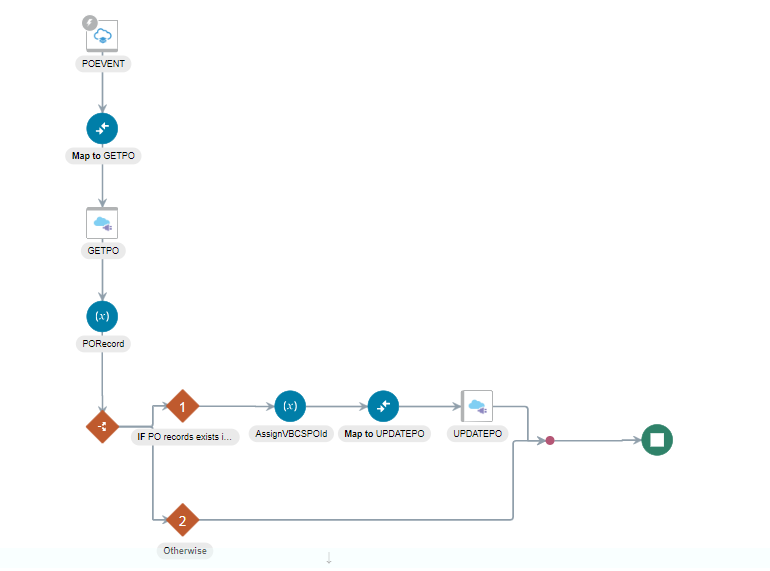 POEVENT
Map to GETPO
GETPO
(x)
PORecord
1
(x)
IF PO records exists i...
AssignVBCSPOId
Map to UPDATEPO
UPDATEPO
2
Otherwise